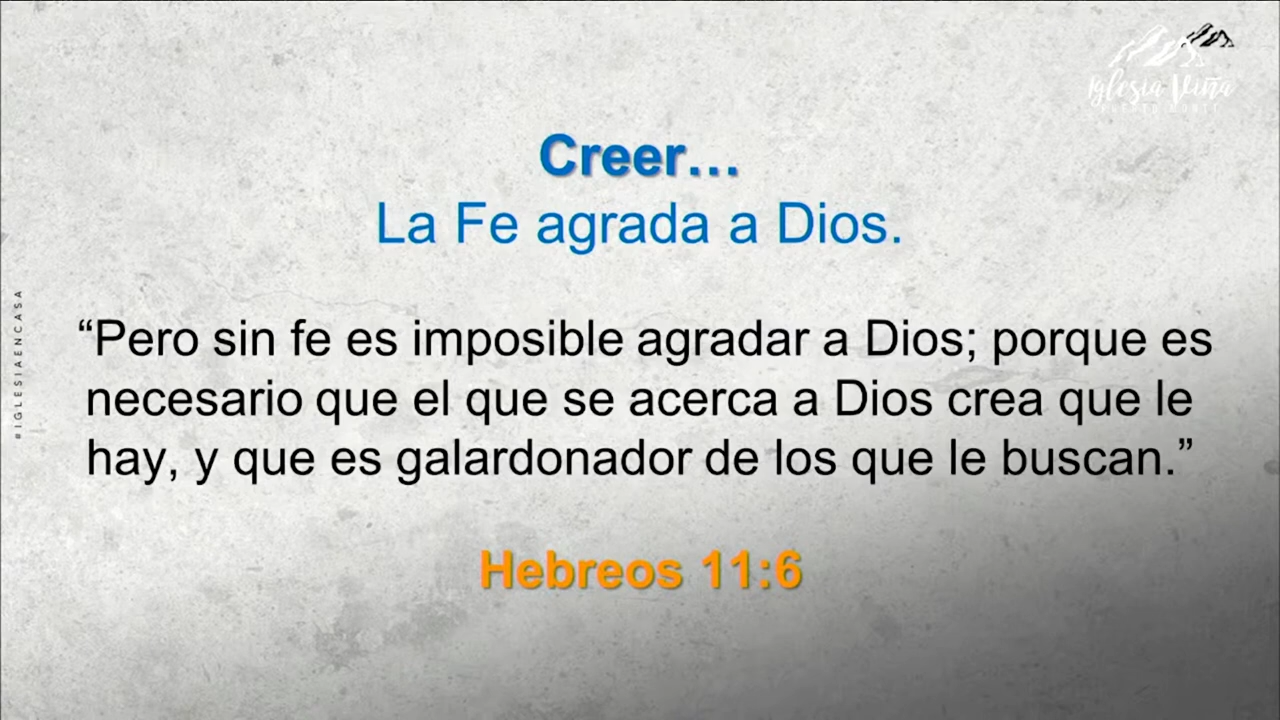 Iglesia Viña
Creer…
La Fe agrada a Dios.
#IGLESIAENCASA
“Pero sin fe es imposible agradar a Dios; porque es
necesario que el que se acerca a Dios crea que le
hay, y que es galardonador de los que le buscan.”
Hebreos 11:6